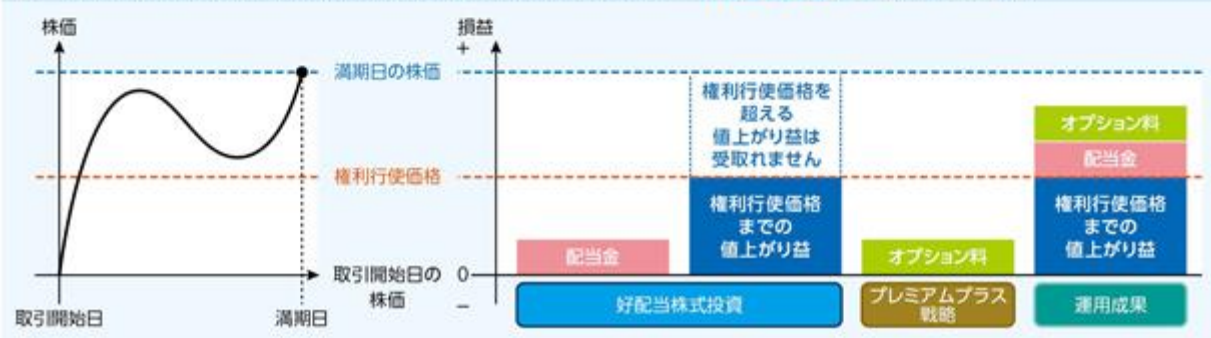 株価
満期日の株価
権利行使価格
取引開始日の
株価
取引開始日
満期日
損益
+
0
−
配当金
権利行使価格を
超える
値上がり益は
受取れません
権利行使価格
までの
値上がり益
オプション料
オプション料
配当金
権利行使価格
までの
値上がり益
好配当株式投資
プレミアムプラス
戦略
運用成果